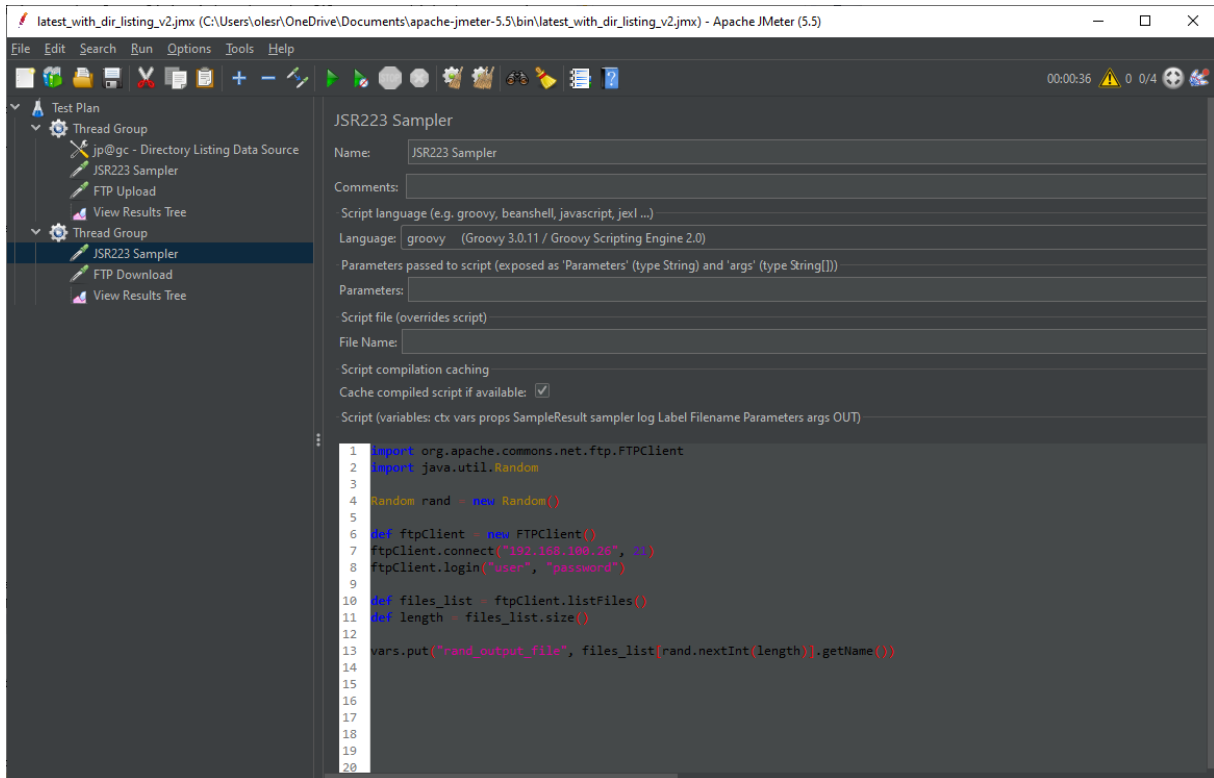 latest_with_dir_listing_v2.jmx (C:\Users\olesr\OneDrive\Documents\apache-jmeter-5.5\bin\latest_with_dir_listing_v2.jmx) - Apache JMeter (5.5)
File Edit Search Run Options Tools Help
00:00:36 0 0/4
Test Plan
Thread Group
jp@gc - Directory Listing Data Source
JSR223 Sampler
FTP Upload
View Results Tree
Thread Group
JSR223 Sampler
FTP Download
View Results Tree
JSR223 Sampler
Name: JSR223 Sampler
Comments:
Script language (e.g. groovy, beanshell, javascript, jexl ...)
Language: groovy (Groovy 3.0.11 / Groovy Scripting Engine 2.0)
Parameters passed to script (exposed as 'Parameters' (type String) and 'args' (type String[]))
Parameters:
Script file (overrides script)
File Name:
Script compilation caching
Cache compiled script if available:
Script (variables: ctx vars props SampleResult sampler log Label Filename Parameters args OUT)
1 import org.apache.commons.net.ftp.FTPClient
2 import java.util.Random
3
4 Random rand = new Random()
5
6 def ftpClient = new FTPClient()
7 ftpClient.connect("192.168.100.26", 21)
8 ftpClient.login("user", "password")
9
10 def files_list = ftpClient.listFiles()
11 def length = files_list.size()
12
13 vars.put("rand_output_file", files_list[rand.nextInt(length)].getName())
14
15
16
17
18
19
20